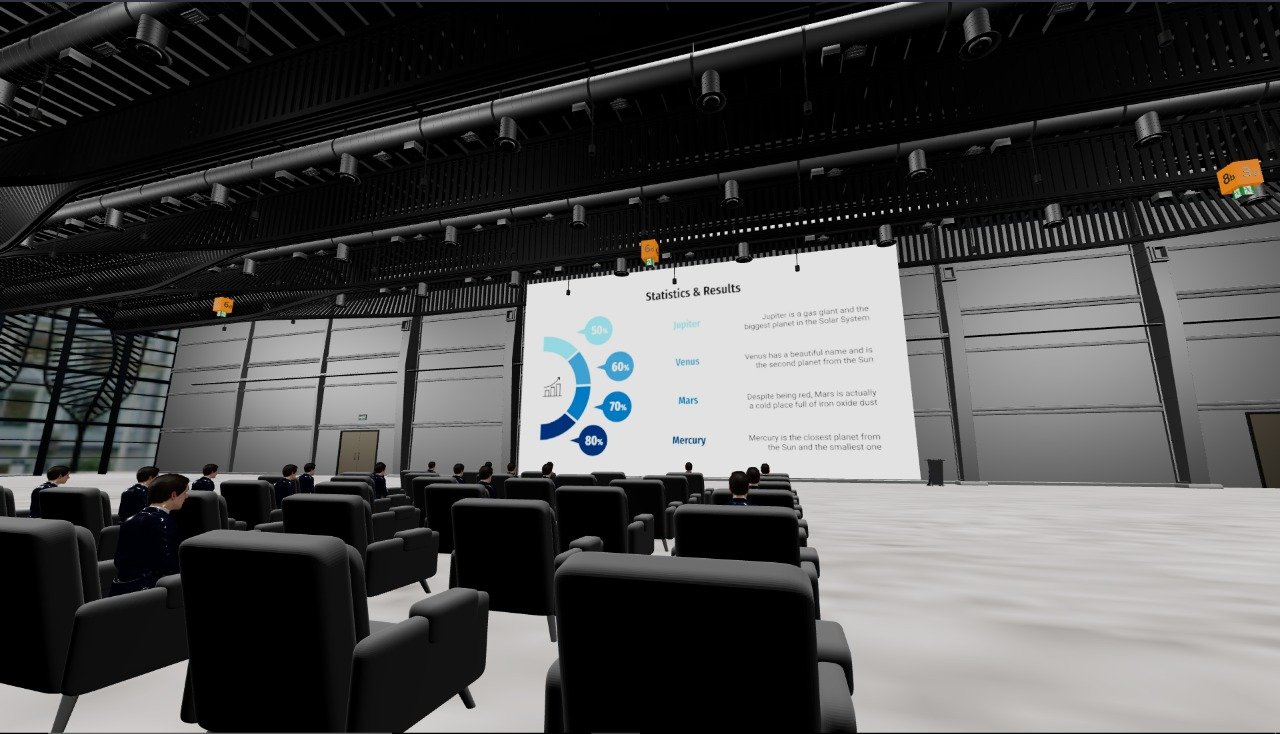 Statistics & Results
50%
Jupiter
Jupiter is a gas giant and the
biggest planet in the Solar System
60%
Venus
Venus has a beautiful name and is
the second planet from the Sun
70%
Mars
Despite being red, Mars is actually
a cold place full of iron oxide dust
80%
Mercury
Mercury is the closest planet from
the Sun and the smallest one
8b